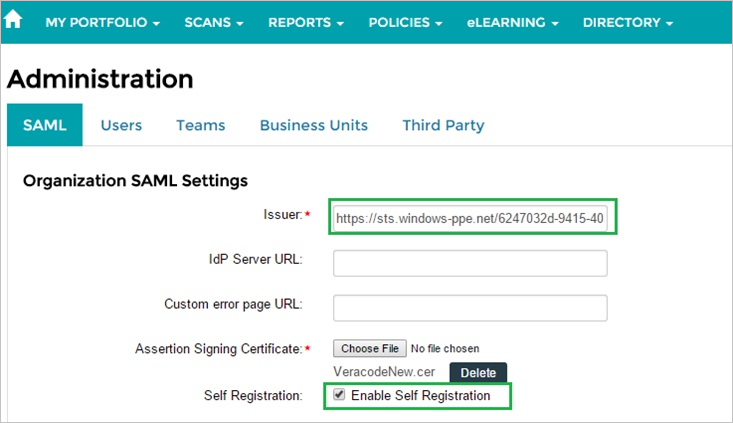 MY PORTFOLIO SCANS REPORTS POLICIES eLEARNING DIRECTORY
Administration
SAML Users Teams Business Units Third Party
Organization SAML Settings
Issuer:* https://sts.windows-ppe.net/6247032d-9415-40
IdP Server URL:
Custom error page URL:
Assertion Signing Certificate:* Choose File No file chosen
VeracodeNew.cer Delete
Self Registration: Enable Self Registration